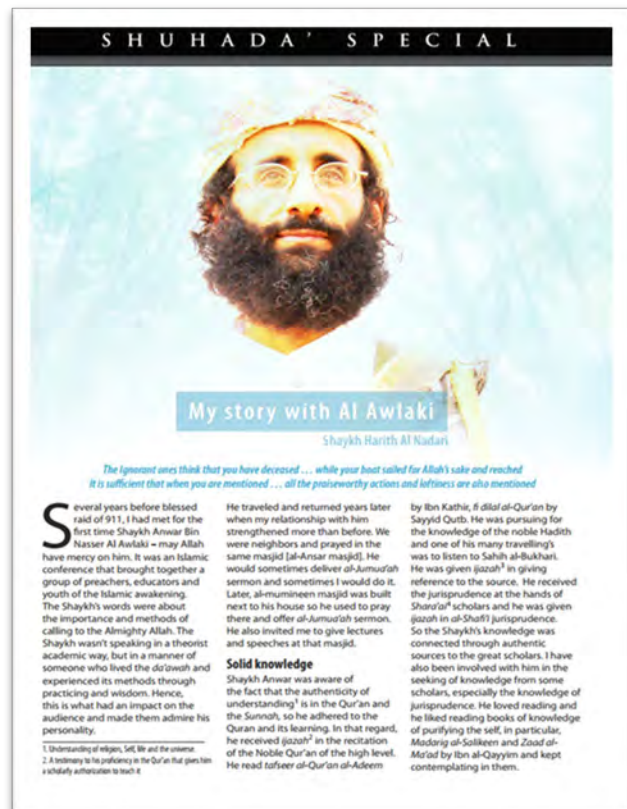 SHUHADA' SPECIAL
My story with Al Awlaki
Shaykh Harith Al Nadari
The Ignorant ones think that you have deceased . . . while your boat sailed for Allah's sake and reached
It is sufficient that when you are mentioned . . . all the praiseworthy actions and loftiness are also mentioned
Several years before blessed
raid of 911, I had met for the
first time Shaykh Anwar Bin
Nasser Al Awlaki – may Allah
have mercy on him. It was an Islamic
conference that brought together a
group of preachers, educators and
youth of the Islamic awakening.
The Shaykh's words were about
the importance and methods of
calling to the Almighty Allah. The
Shaykh wasn't speaking in a theorist
academic way, but in a manner of
someone who lived the da'awah and
experienced its methods through
practicing and wisdom. Hence,
this is what had an impact on the
audience and made them admire his
personality.
1. Understanding of religion, Self, life and the universe.
2. A testimony to his proficiency in the Qur'an that gives him
a scholarly authorization to teach it
He traveled and returned years later
when my relationship with him
strengthened more than before. We
were neighbors and prayed in the
same masjid [al-Ansar masjid]. He
would sometimes deliver al-Jumua'ah
sermon and sometimes I would do it.
Later, al-mumineen masjid was built
next to his house so he used to pray
there and offer al-Jumua'ah sermon.
He also invited me to give lectures
and speeches at that masjid.
Solid knowledge
Shaykh Anwar was aware of
the fact that the authenticity of
understanding1 is in the Qur'an and
the Sunnah, so he adhered to the
Quran and its learning. In that regard,
he received ijazah2 in the recitation
of the Noble Qur'an of the high level.
He read tafseer al-Qur'an al-Adeem
by Ibn Kathir, fi dilal al-Qur'an by
Sayyid Qutb. He was pursuing for
the knowledge of the noble Hadith
and one of his many travelling's
was to listen to Sahih al-Bukhari.
He was given ijazah3 in giving
reference to the source. He received
the jurisprudence at the hands of
Shara'ai4 scholars and he was given
ijazah in al-Shafi'i jurisprudence.
So the Shaykh's knowledge was
connected through authentic
sources to the great scholars. I have
also been involved with him in the
seeking of knowledge from some
scholars, especially the knowledge of
jurisprudence. He loved reading and
he liked reading books of knowledge
of purifying the self, in particular,
Madarig al-Salikeen and Zaad al-
Ma'ad by Ibn al-Qayyim and kept
contemplating in them.